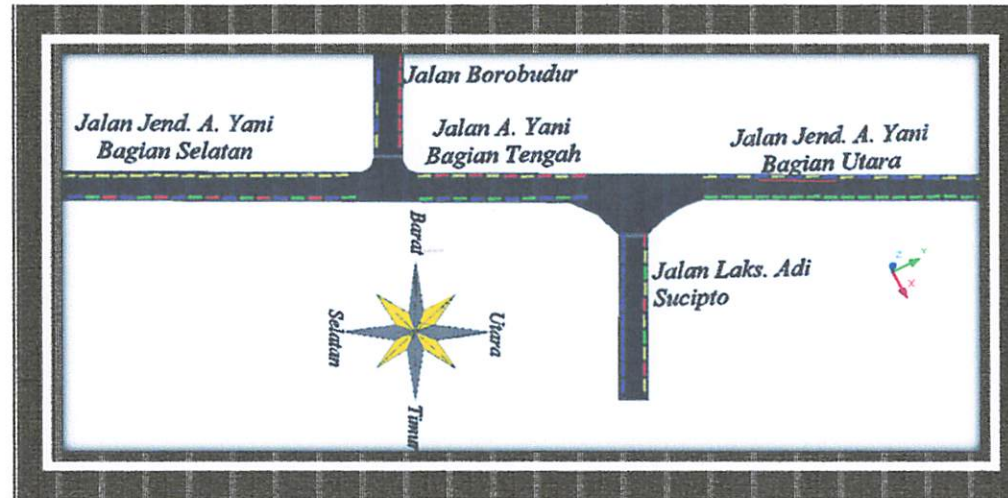 Jalan Borobudur
Jalan Jend. A. Yani
Bagian Selatan
Jalan A. Yani
Bagian Tengah
Jalan Jend. A. Yani
Bagian Utara
Barat
Selatan
Utara
Timur
Jalan Laks. Adi
Sucipto
Z
Y
X